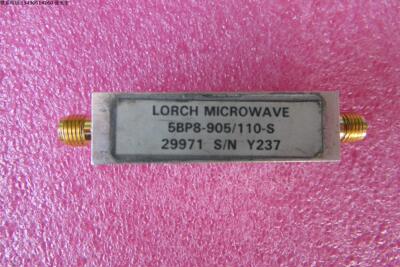 LORCH MICROWAVE
5BP8-905/110-S
29971 S/N Y237